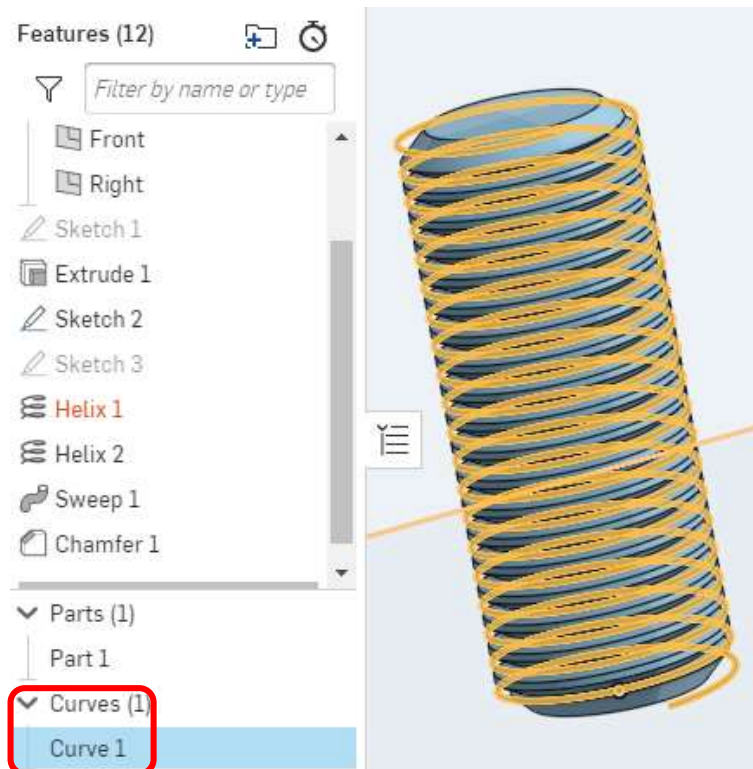 Features (12)
Filter by name or type
Front
Right
Sketch 1
Extrude 1
Sketch 2
Sketch 3
Helix 1
Helix 2
Sweep 1
Chamfer 1
Parts (1)
Part 1
Curves (1)
Curve 1